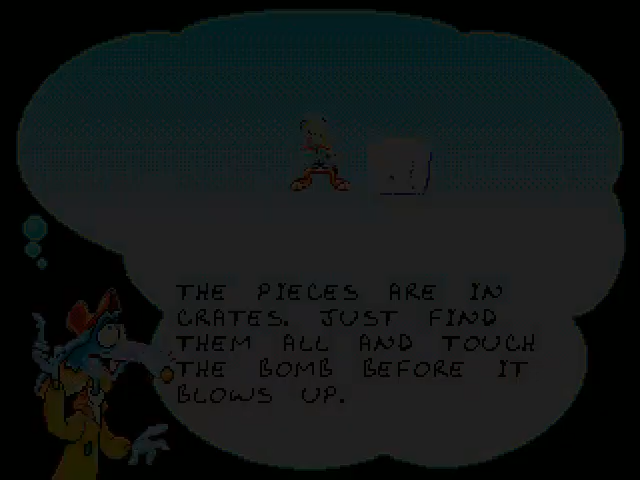 THE PIECES ARE IN
CRATES. JUST FIND
THEM ALL AND TOUCH
THE BOMB BEFORE IT
BLOWS UP.